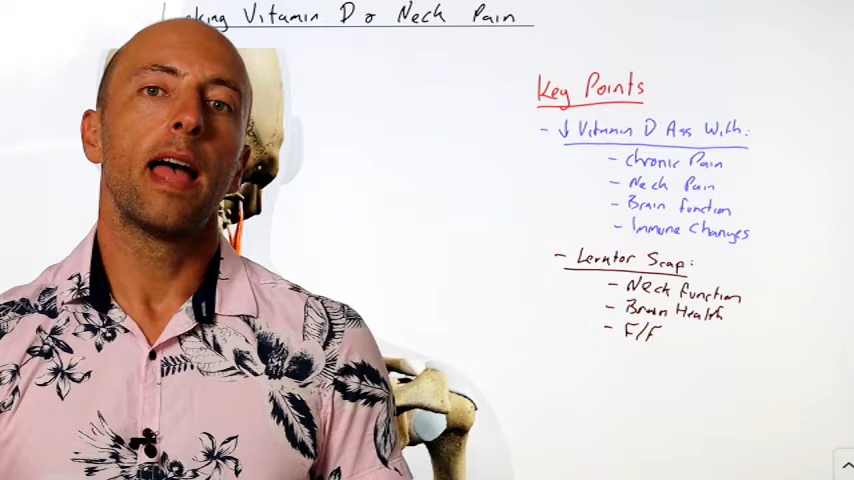 Vitamin D & Neck Pain
Key Points
- ↓ Vitamin D Ass With:
- Chronic Pain
- Neck Pain
- Brain function
- Immune Changes
- Levator Scap:
- Neck function
- Brain Health
- F/F